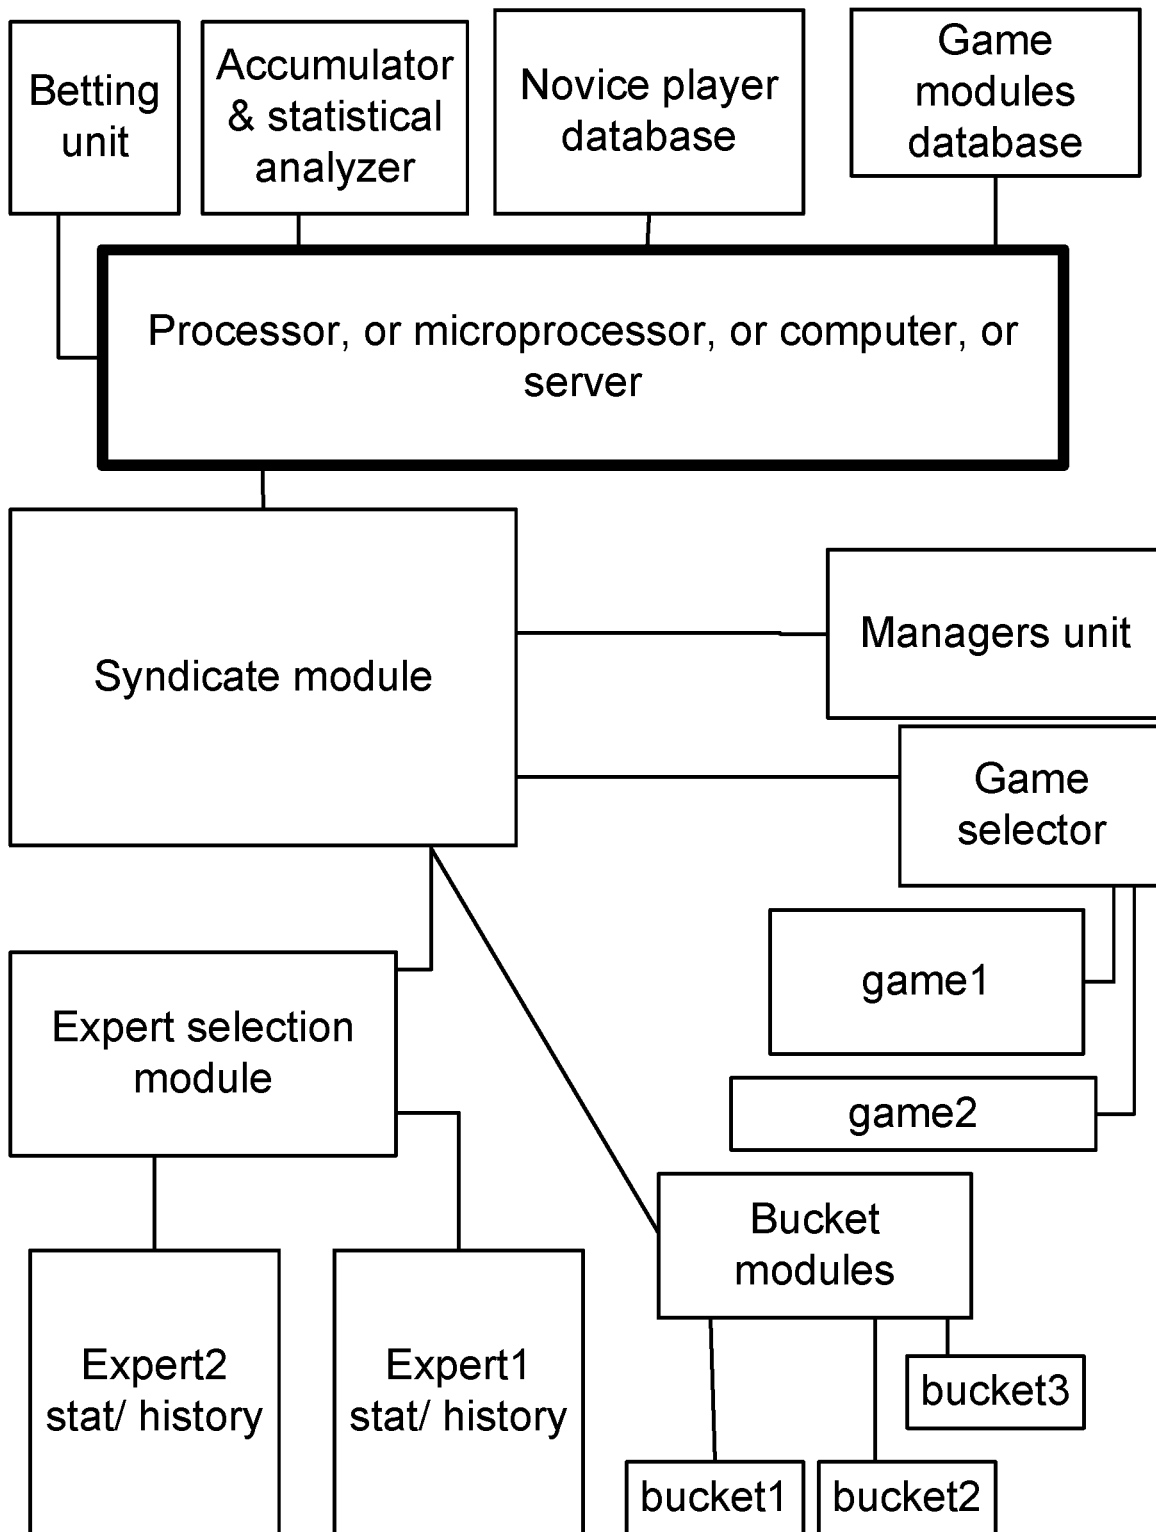 Betting
unit
Accumulator
& statistical
analyzer
Novice player
database
Game
modules
database
Processor, or microprocessor, or computer, or
server
Syndicate module
Managers unit
Game
selector
game1
game2
Expert selection
module
Bucket
modules
Expert2
stat/ history
Expert1
stat/ history
bucket3
bucket1
bucket2